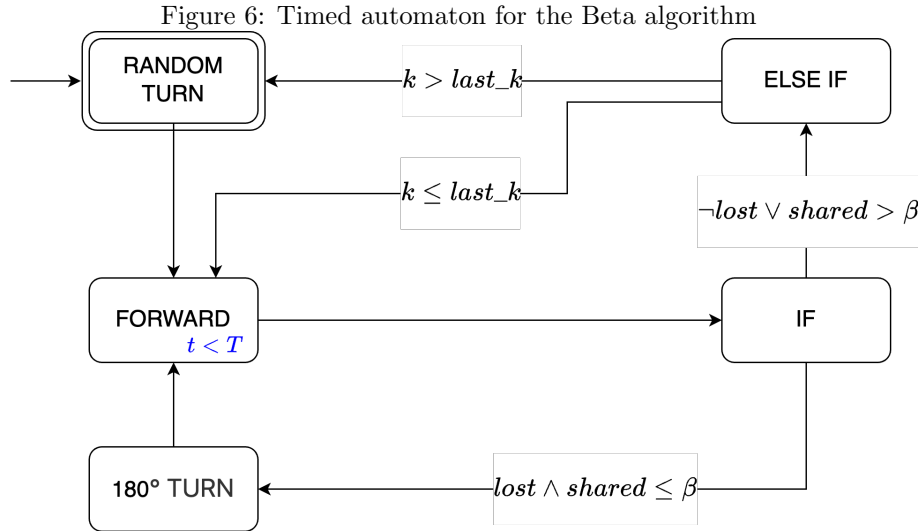 Figure 6: Timed automaton for the Beta algorithm
RANDOM
TURN
k > last_k
ELSE IF
k ≤ last_k
¬lost ∨ shared > β
FORWARD
t < T
IF
180° TURN
lost ∧ shared ≤ β